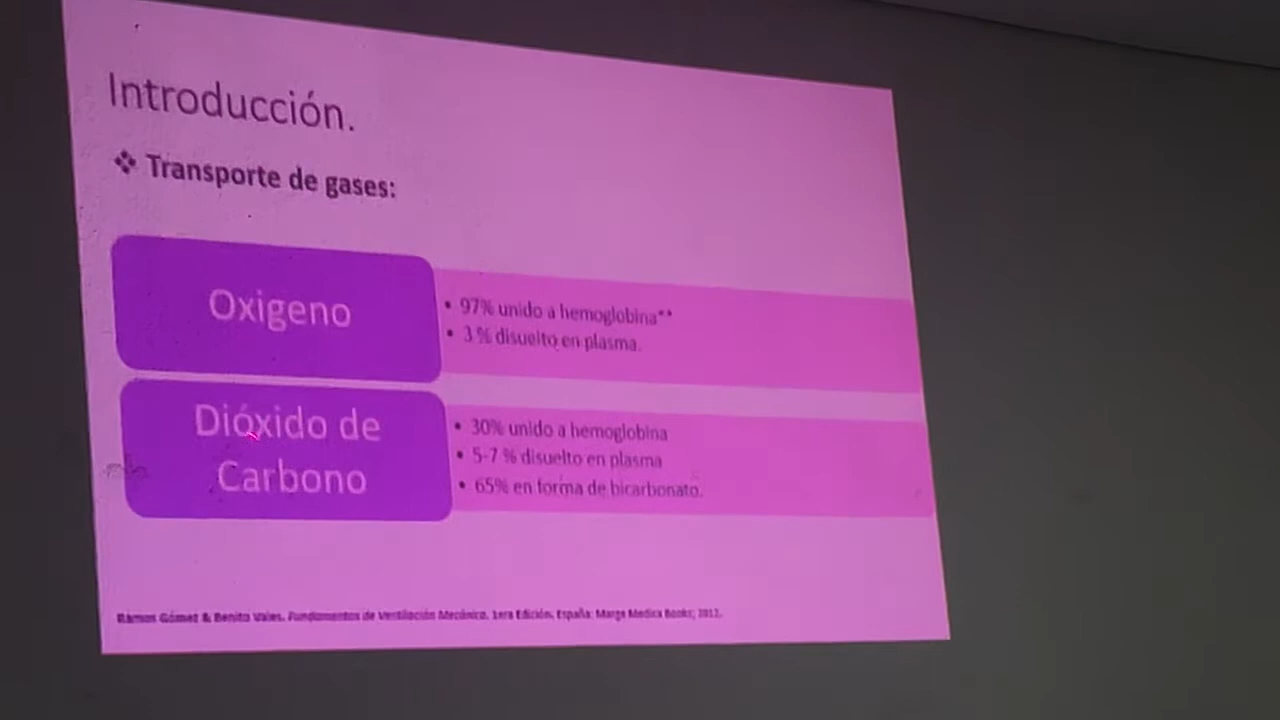 Introducción.
❖ Transporte de gases:
Oxigeno
• 97% unido a hemoglobina**
• 3 % disuelto en plasma.
Dióxido de
Carbono
• 30% unido a hemoglobina
• 5-7 % disuelto en plasma
• 65% en forma de bicarbonato.
Ramos Gómez & Benito Vales. Fundamentos de Ventilación Mecánica. 1era Edición. España: Marge Medica Books; 2012.